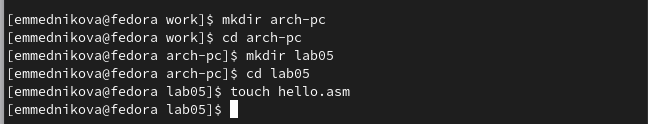 [emmednikova@fedora work]$ mkdir arch-pc
[emmednikova@fedora work]$ cd arch-pc
[emmednikova@fedora arch-pc]$ mkdir lab05
[emmednikova@fedora arch-pc]$ cd lab05
[emmednikova@fedora lab05]$ touch hello.asm
[emmednikova@fedora lab05]$